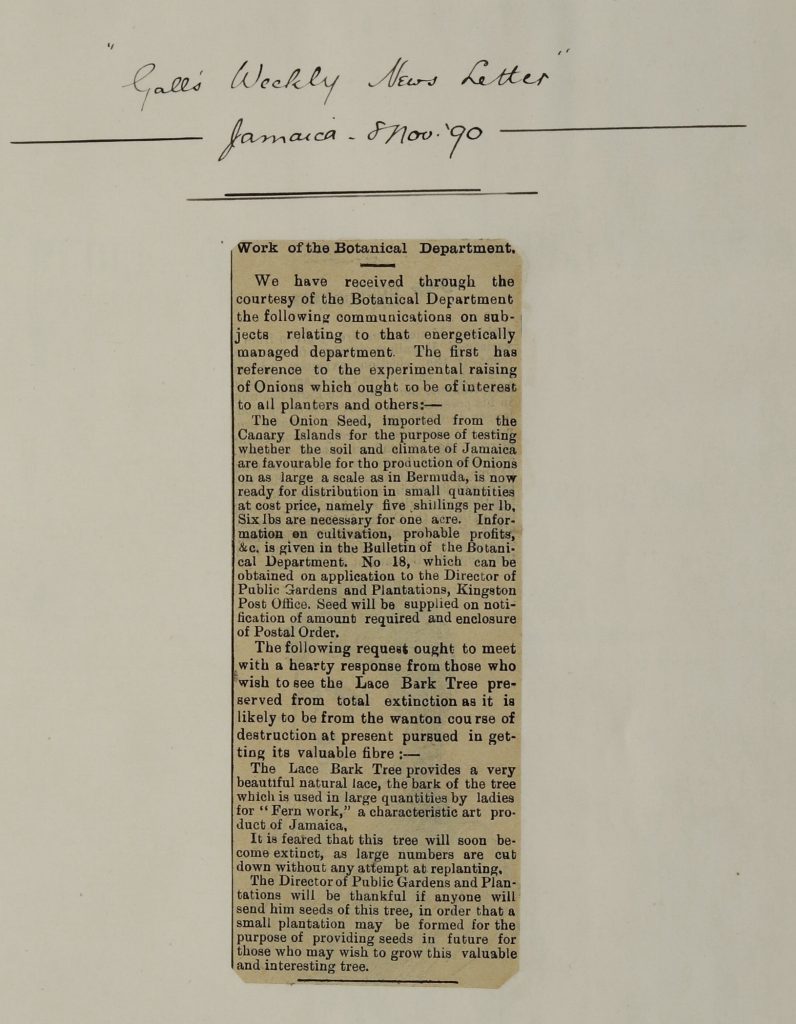 "Gall's Weekly News Letter"
Jamaica - 8 Nov. '90
Work of the Botanical Department.
We have received through the
courtesy of the Botanical Department
the following communications on sub-
jects relating to that energetically
managed department. The first has
reference to the experimental raising
of Onions which ought to be of interest
to all planters and others:—
The Onion Seed, imported from the
Canary Islands for the purpose of testing
whether the soil and climate of Jamaica
are favourable for tho production of Onions
on as large a scale as in Bermuda, is now
ready for distribution in small quantities
at cost price, namely five shillings per lb,
Six lbs are necessary for one acre. Infor-
mation on cultivation, probable profits,
&c. is given in the Bulletin of the Botani-
cal Department. No 18, which can be
obtained on application to the Director of
Public Gardens and Plantations, Kingston
Post Office. Seed will be supplied on noti-
fication of amount required and enclosure
of Postal Order.
The following request ought to meet
with a hearty response from those who
wish to see the Lace Bark Tree pre-
served from total extinction as it is
likely to be from the wanton course of
destruction at present pursued in get-
ting its valuable fibre :—
The Lace Bark Tree provides a very
beautiful natural lace, the bark of the tree
which is used in large quantities by ladies
for "Fern work," a characteristic art pro-
duct of Jamaica,
It is feared that this tree will soon be-
come extinct, as large numbers are cut
down without any attempt at replanting,
The Director of Public Gardens and Plan-
tations will be thankful if anyone will
send him seeds of this tree, in order that a
small plantation may be formed for the
purpose of providing seeds in future for
those who may wish to grow this valuable
and interesting tree.